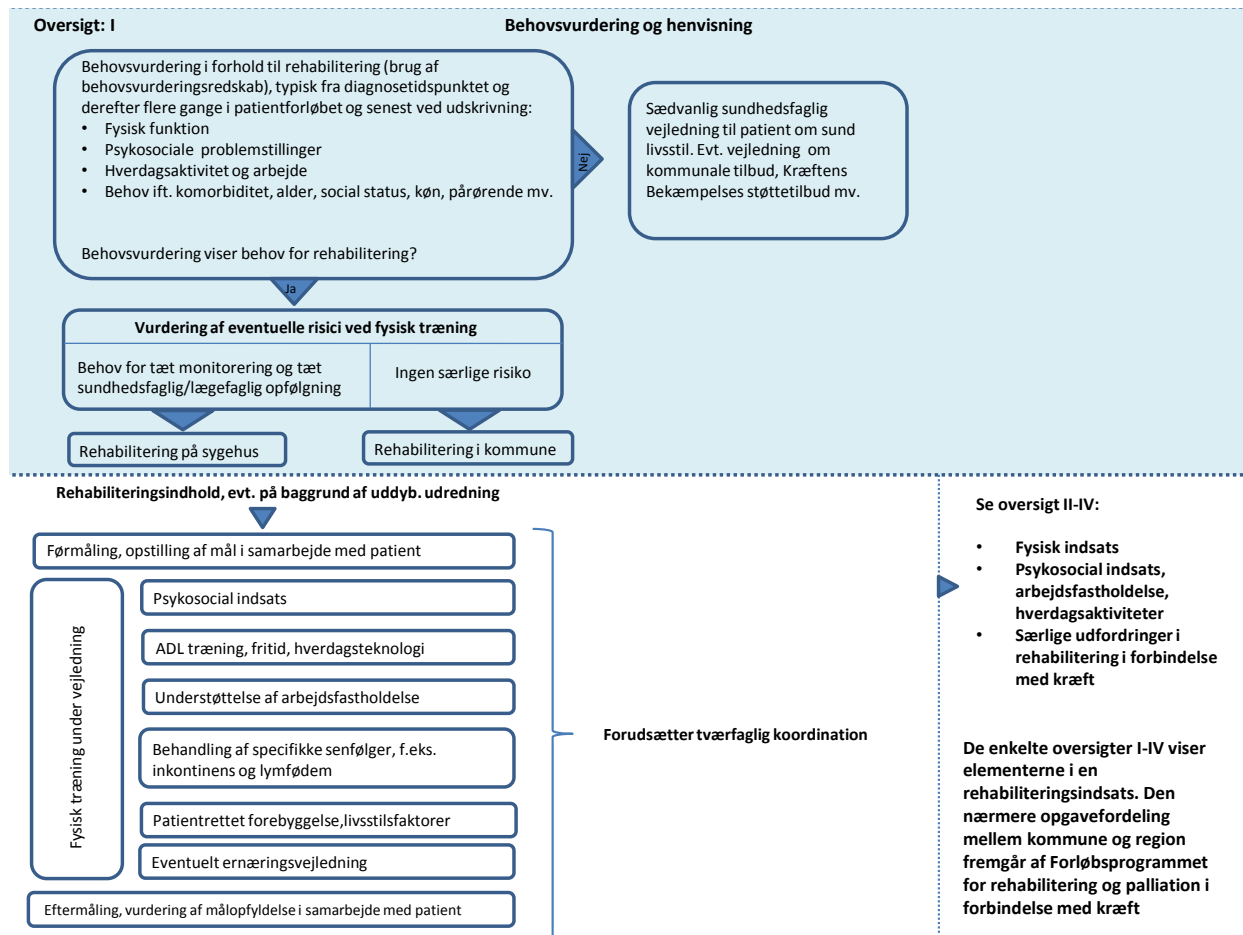 Oversigt: I
Behovsvurdering og henvisning
Behovsvurdering i forhold til rehabilitering (brug af
behovsvurderingsredskab), typisk fra diagnosetidspunktet og
derefter flere gange i patientforløbet og senest ved udskrivning:
• Fysisk funktion
• Psykosociale problemstillinger
• Hverdagsaktivitet og arbejde
• Behov ift. komorbiditet, alder, social status, køn, pårørende mv.
Behovsvurdering viser behov for rehabilitering?
Nej
Sædvanlig sundhedsfaglig
vejledning til patient om sund
livsstil. Evt. vejledning om
kommunale tilbud, Kræftens
Bekæmpelses støttetilbud mv.
Ja
Vurdering af eventuelle risici ved fysisk træning
Behov for tæt monitorering og tæt
sundhedsfaglig/lægefaglig opfølgning
Ingen særlige risiko
Rehabilitering på sygehus
Rehabilitering i kommune
Rehabiliteringsindhold, evt. på baggrund af uddyb. udredning
Førmåling, opstilling af mål i samarbejde med patient
Fysisk træning under vejledning
Psykosocial indsats
ADL træning, fritid, hverdagsteknologi
Understøttelse af arbejdsfastholdelse
Behandling af specifikke senfølger, f.eks.
inkontinens og lymfødem
Patientrettet forebyggelse,livsstilsfaktorer
Eventuelt ernæringsvejledning
Eftermåling, vurdering af målopfyldelse i samarbejde med patient
Forudsætter tværfaglig koordination
Se oversigt II-IV:
• Fysisk indsats
• Psykosocial indsats,
arbejdsfastholdelse,
hverdagsaktiviteter
• Særlige udfordringer i
rehabilitering i forbindelse
med kræft
De enkelte oversigter I-IV viser
elementerne i en
rehabiliteringsindsats. Den
nærmere opgavefordeling
mellem kommune og region
fremgår af Forløbsprogrammet
for rehabilitering og palliation i
forbindelse med kræft